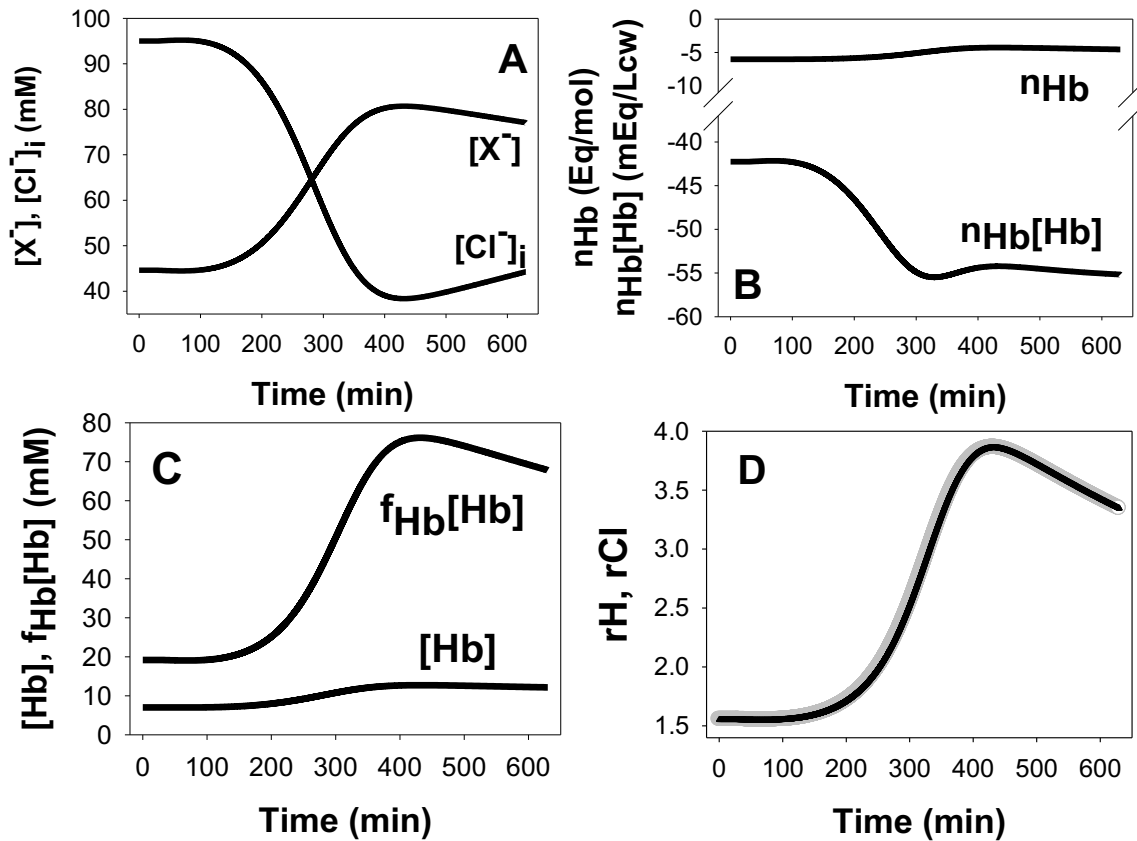 [X⁻], [Cl⁻]ᵢ (mM)
100
90
80
70
60
50
40
A
[X⁻]
[Cl⁻]ᵢ
0 100 200 300 400 500 600
Time (min)
nHb (Eq/mol)
nHb[Hb] (mEq/Lcw)
0
-5
-10
-42
-45
-50
-55
-60
nHb
nHb[Hb]
B
0 100 200 300 400 500 600
Time (min)
[Hb], fHb[Hb] (mM)
80
70
60
50
40
30
20
10
0
C
fHb[Hb]
[Hb]
0 100 200 300 400 500 600
Time (min)
rH, rCl
4.0
3.5
3.0
2.5
2.0
1.5
D
0 100 200 300 400 500 600
Time (min)